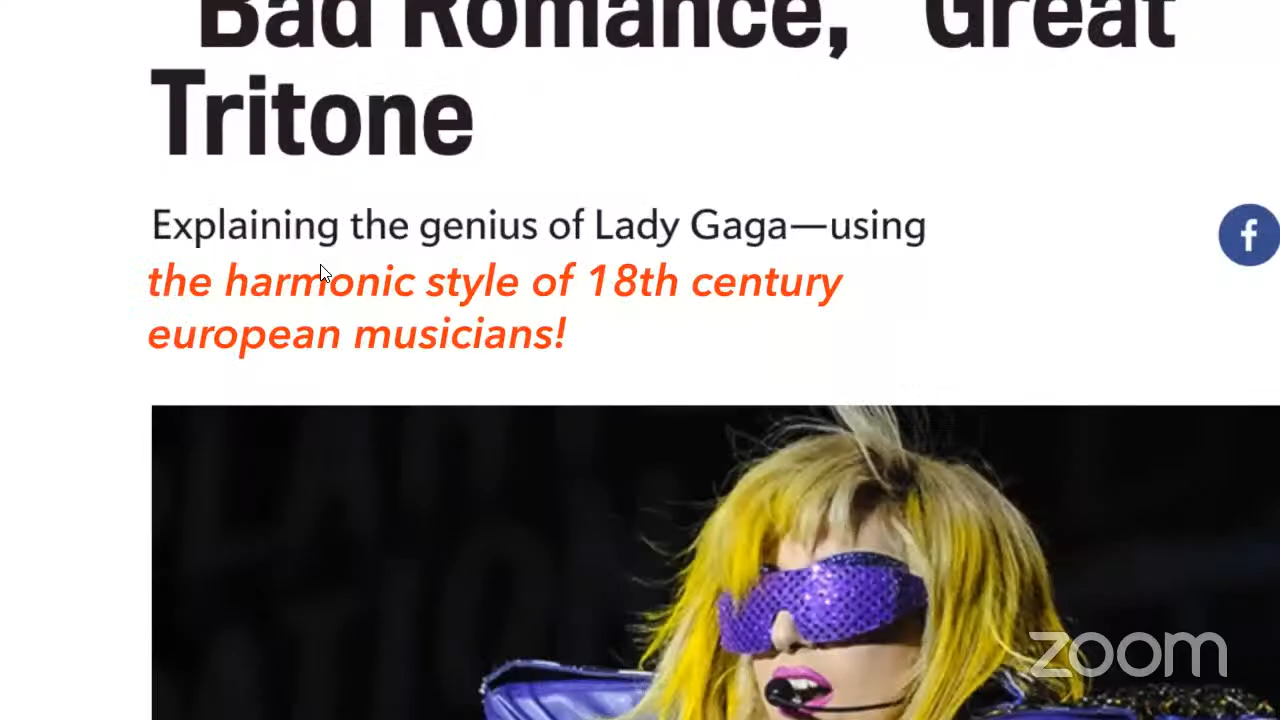 "Bad Romance," Great
Tritone
Explaining the genius of Lady Gaga—using
the harmonic style of 18th century
european musicians!
f
zoom